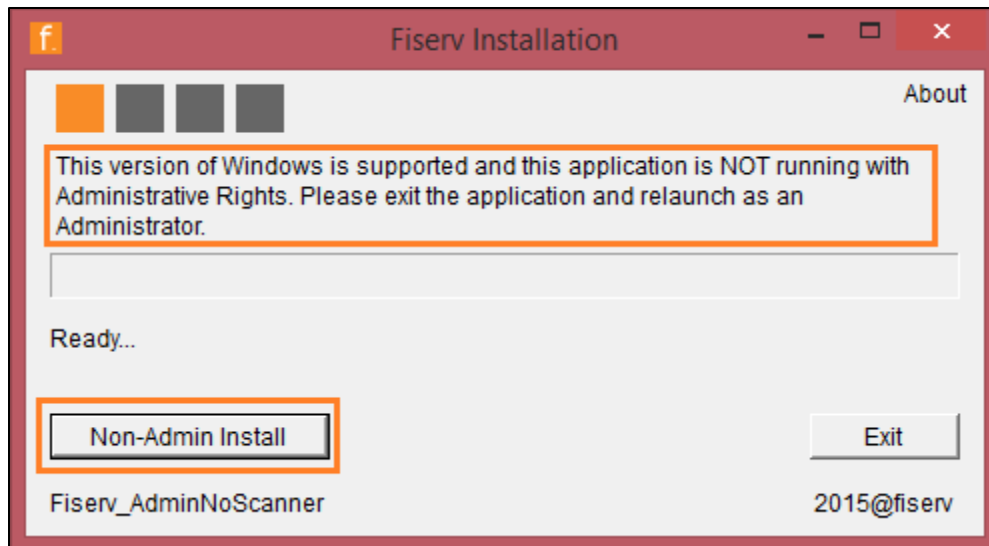 f.
Fiserv Installation
About
This version of Windows is supported and this application is NOT running with
Administrative Rights. Please exit the application and relaunch as an
Administrator.
Ready...
Non-Admin Install
Exit
Fiserv_AdminNoScanner
2015@fiserv